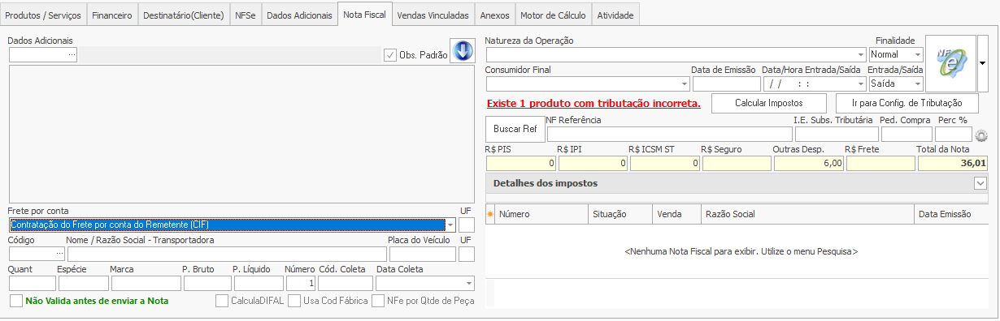 Produtos / Serviços Financeiro Destinatário(Cliente) NFSe Dados Adicionais Nota Fiscal Vendas Vinculadas Anexos Motor de Cálculo Atividade
Dados Adicionais
... Obs. Padrão
Natureza da Operação Finalidade
Normal
NF e
Consumidor Final Data de Emissão Data/Hora Entrada/Saída Entrada/Saída
/ / : : Saída
Existe 1 produto com tributação incorreta. Calcular Impostos Ir para Config. de Tributação
Buscar Ref NF Referência I.E. Subs. Tributária Ped. Compra Perc %
R$ PIS R$ IPI R$ ICSM ST R$ Seguro Outras Desp. R$ Frete Total da Nota
0 0 0 6,00 36,01
Detalhes dos impostos
Número Situação Venda Razão Social Data Emissão
<Nenhuma Nota Fiscal para exibir. Utilize o menu Pesquisa>
Frete por conta UF
Contratação do Frete por conta do Remetente (CIF)
Código Nome / Razão Social - Transportadora Placa do Veículo UF
...
Quant Espécie Marca P. Bruto P. Líquido Número Cód. Coleta Data Coleta
1
Não Valida antes de enviar a Nota CalculaDIFAL Usa Cod Fábrica NFe por Qtde de Peça